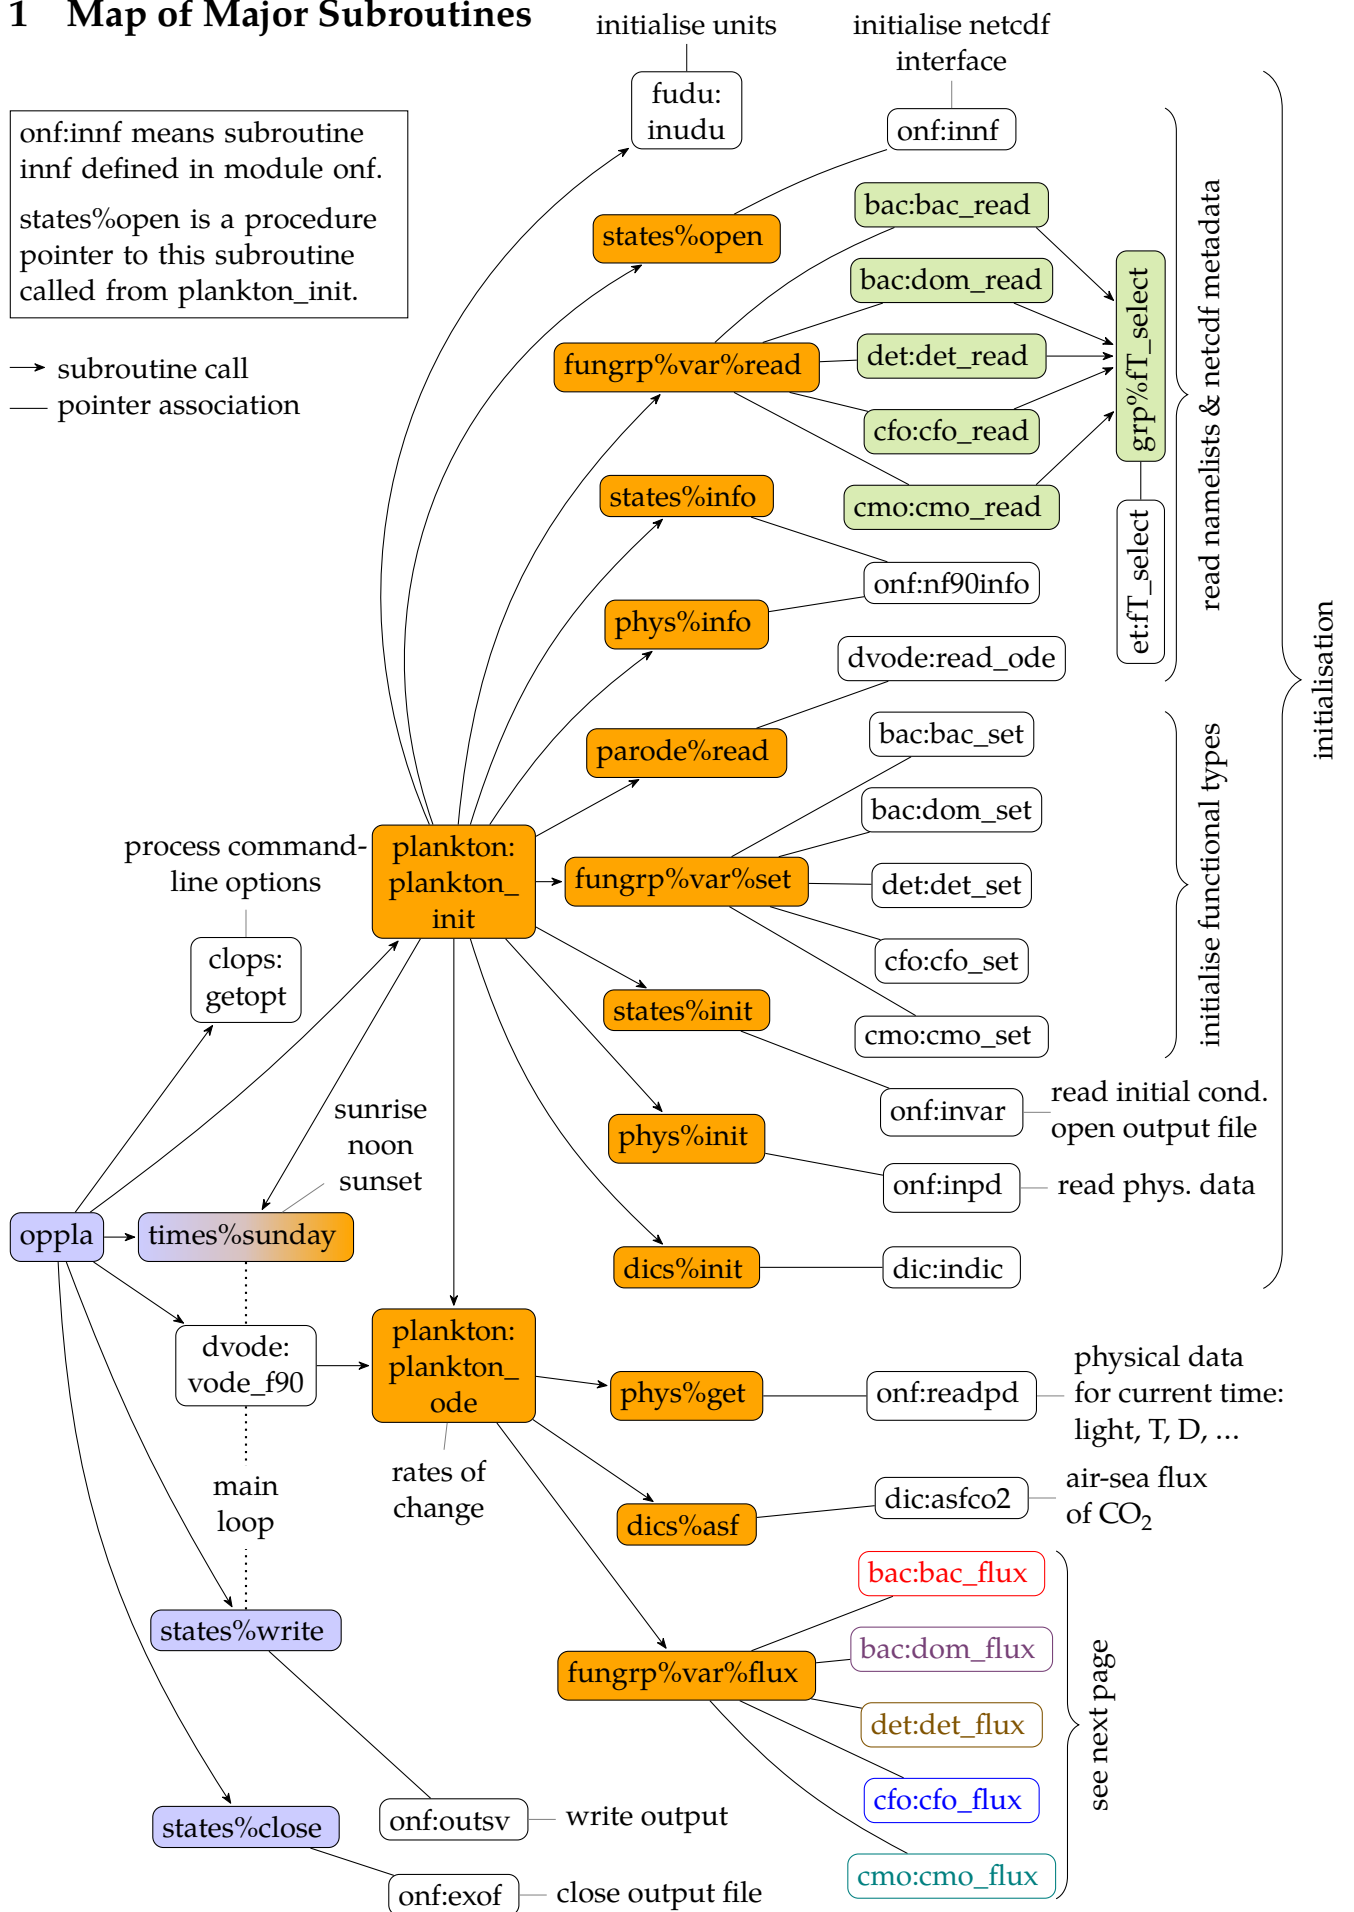 1 Map of Major Subroutines
initialise units
initialise netcdf
interface
fudu:
inudu
onf:innf
onf:innf means subroutine
innf defined in module onf.
states%open is a procedure
pointer to this subroutine
called from plankton_init.
subroutine call
pointer association
states%open
bac:bac_read
bac:dom_read
fungrp%var%read
det:det_read
cfo:cfo_read
cmo:cmo_read
grp%fT_select
et:fT_select
read namelists & netcdf metadata
initialisation
states%info
onf:nf90info
phys%info
dvode:read_ode
parode%read
bac:bac_set
bac:dom_set
fungrp%var%set
det:det_set
cfo:cfo_set
cmo:cmo_set
initialise functional types
process command-
line options
plankton:
plankton_
init
clops:
getopt
states%init
onf:invar
read initial cond.
open output file
phys%init
onf:inpd
read phys. data
sunrise
noon
sunset
oppla
times%sunday
dics%init
dic:indic
dvode:
vode_f90
plankton:
plankton_
ode
phys%get
onf:readpd
physical data
for current time:
light, T, D, ...
main
loop
rates of
change
dics%asf
dic:asfco2
air-sea flux
of CO₂
bac:bac_flux
states%write
fungrp%var%flux
bac:dom_flux
det:det_flux
cfo:cfo_flux
cmo:cmo_flux
see next page
states%close
onf:outsv
write output
onf:exof
close output file